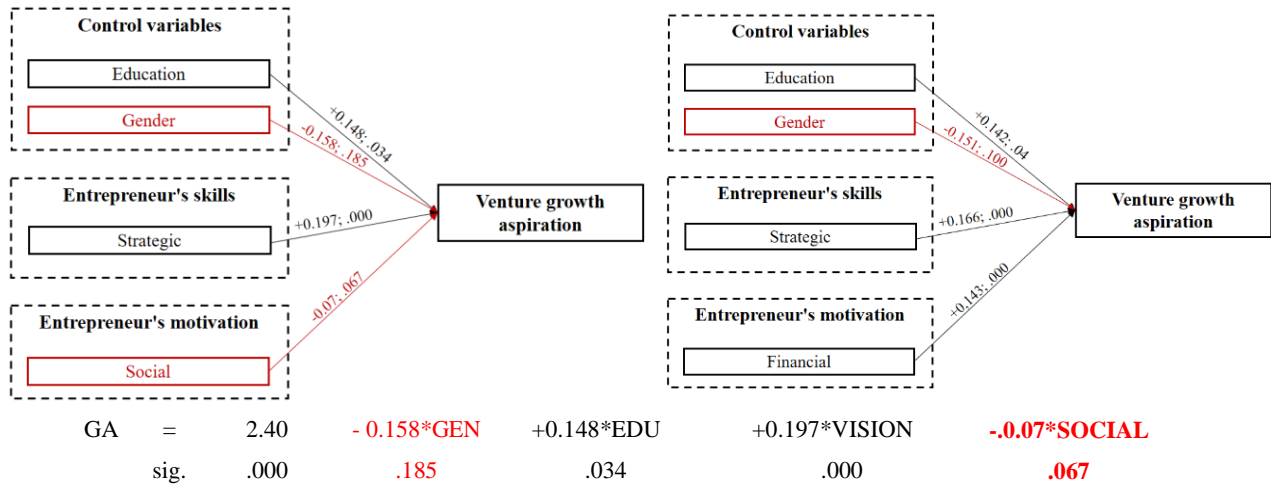 Control variables
Education
Gender
+0.148; .034
-0.158; .185
Entrepreneur's skills
Strategic
+0.197; .000
Entrepreneur's motivation
Social
-0.07; .067
Venture growth
aspiration
Control variables
Education
Gender
+0.142; .04
-0.151; .100
Entrepreneur's skills
Strategic
+0.166; .000
Entrepreneur's motivation
Financial
+0.143; .000
Venture growth
aspiration
GA = 2.40 - 0.158*GEN +0.148*EDU +0.197*VISION -.0.07*SOCIAL
sig. .000 .185 .034 .000 .067